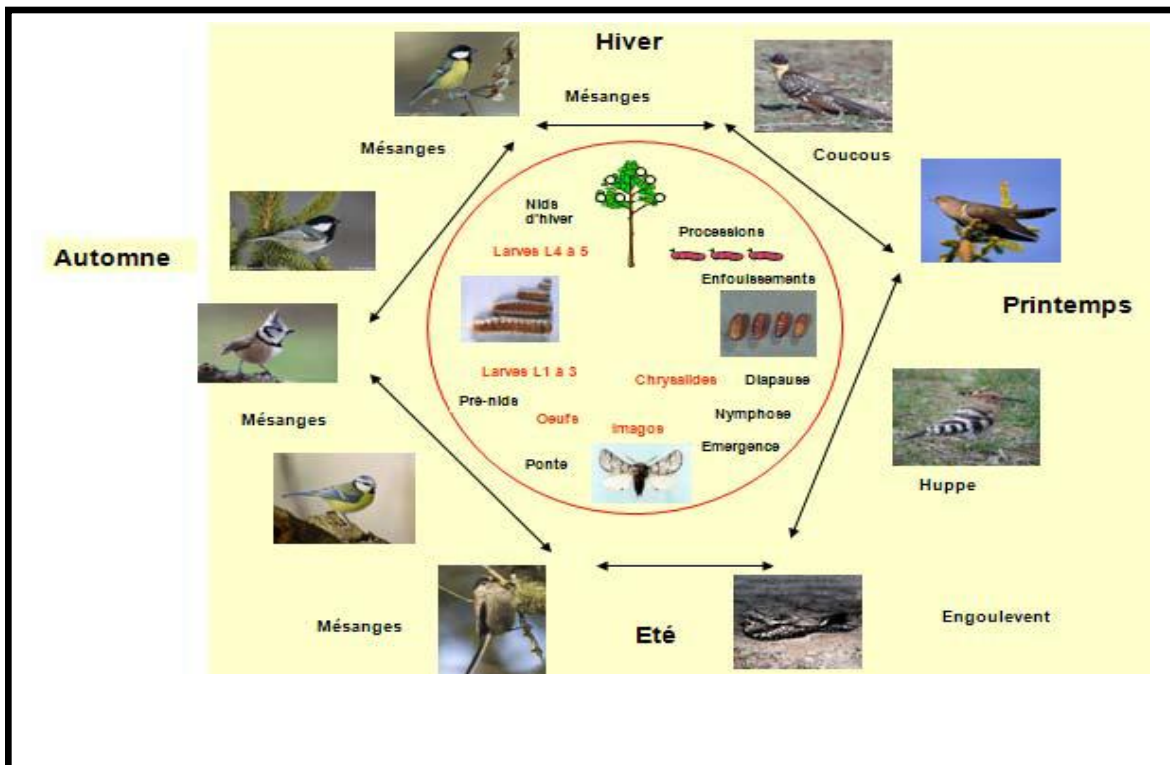 Hiver
Mésanges
Mésanges
Coucous
Nids
d'hiver
Processions
Automne
Larves L4 à 5
Enfouissements
Printemps
Larves L1 à 3
Chrysalides
Diapause
Pré-nids
Oeufs
Imagos
Nymphose
Mésanges
Emergence
Ponte
Huppe
Mésanges
Eté
Engoulevent